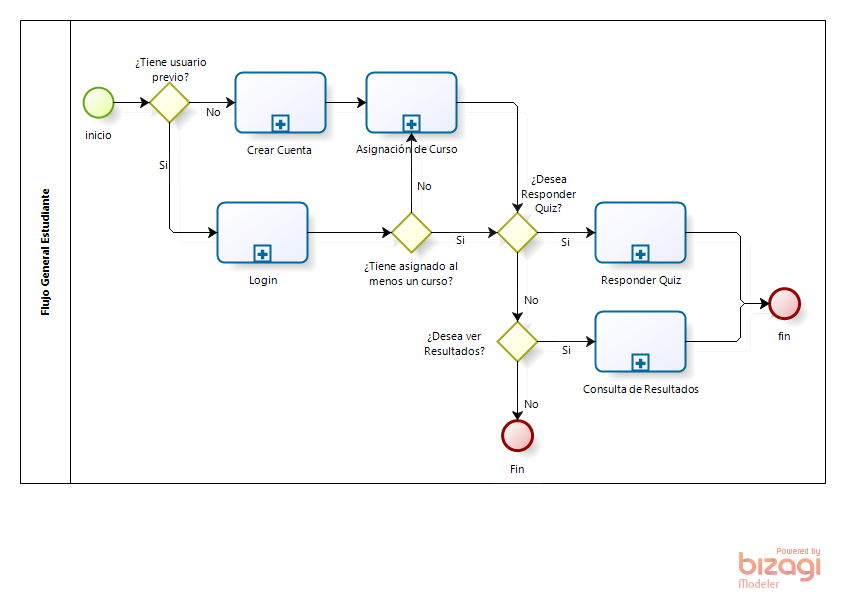 Flujo General Estudiante
¿Tiene usuario
previo?
inicio
No
Si
Crear Cuenta
Asignación de Curso
No
¿Desea
Responder
Quiz?
Login
Si
¿Tiene asignado al
menos un curso?
Si
Responder Quiz
No
¿Desea ver
Resultados?
Si
Consulta de Resultados
fin
No
Fin
Powered by
bizagi
Modeler